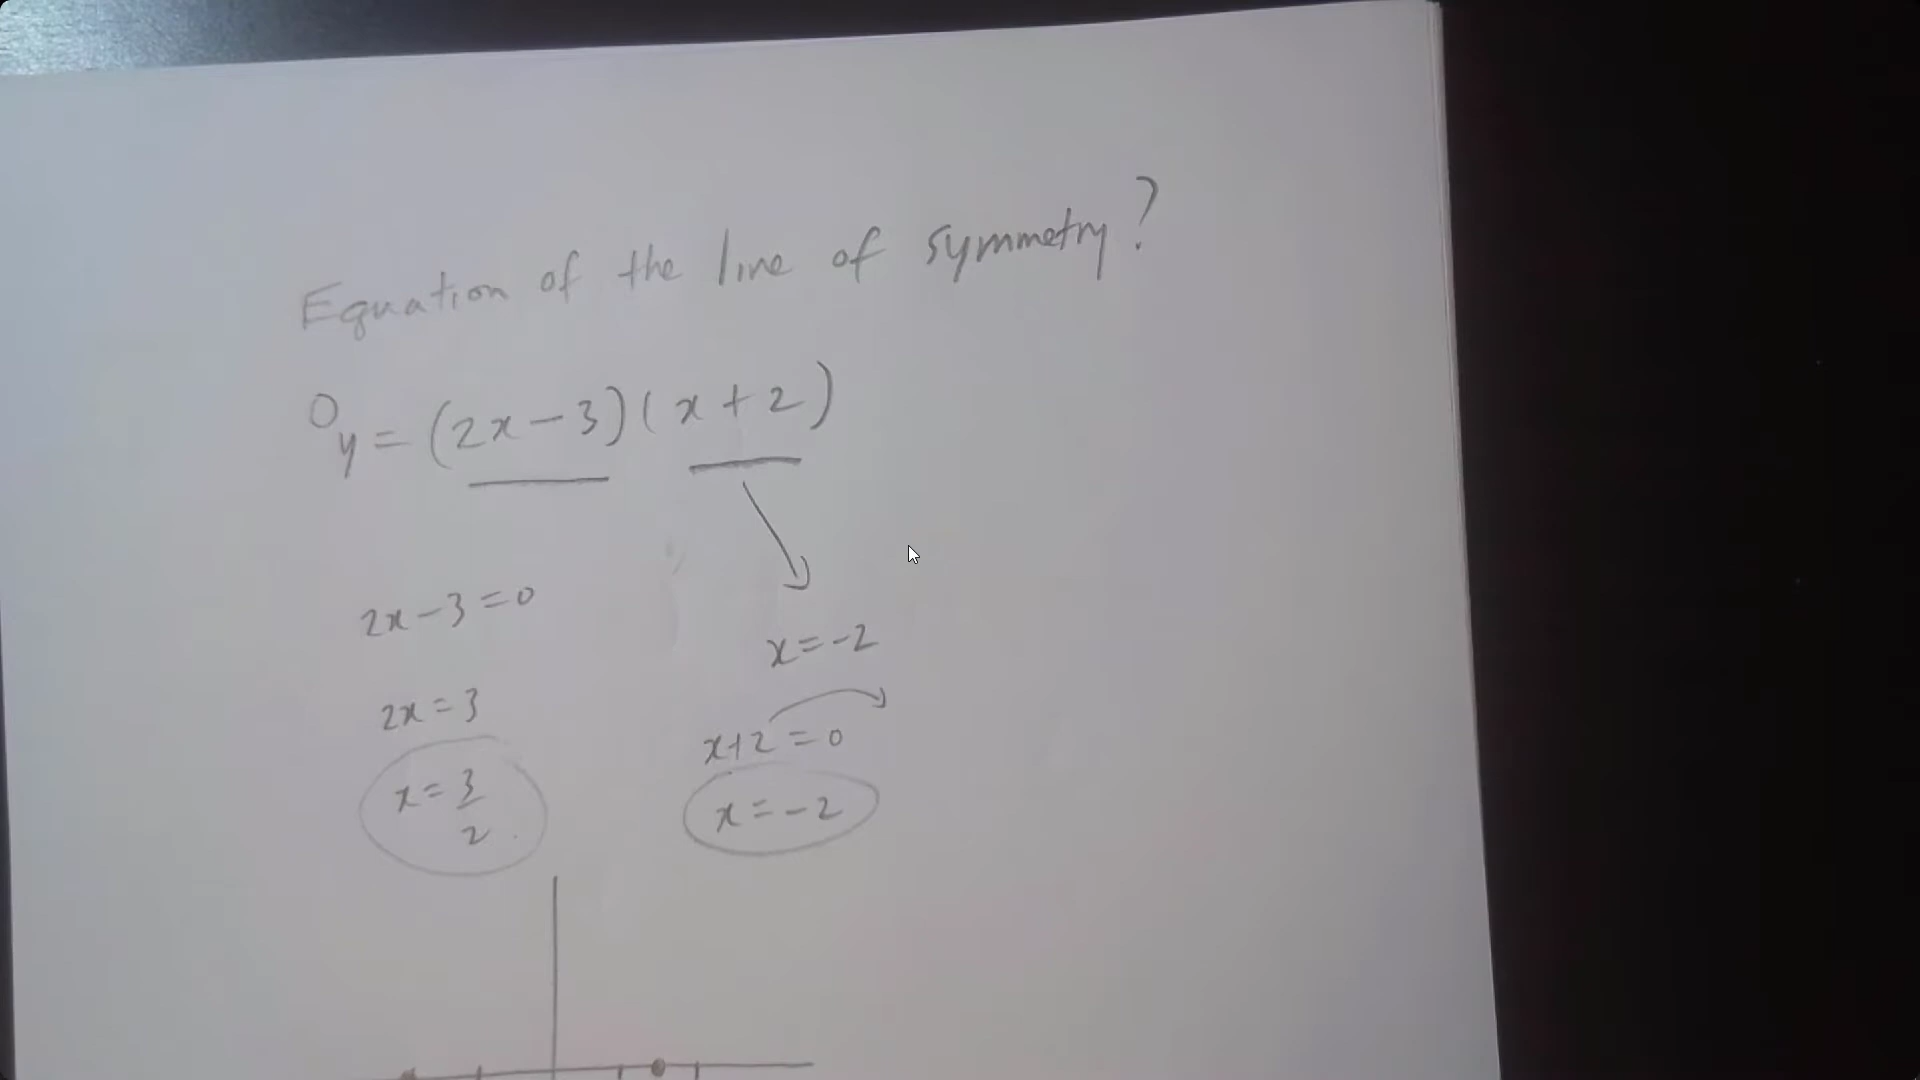 Equation of the line of symmetry?
0
y = (2x - 3)(x + 2)
2x - 3 = 0
2x = 3
x = 3/2
x = -2
x+2 = 0
x = -2